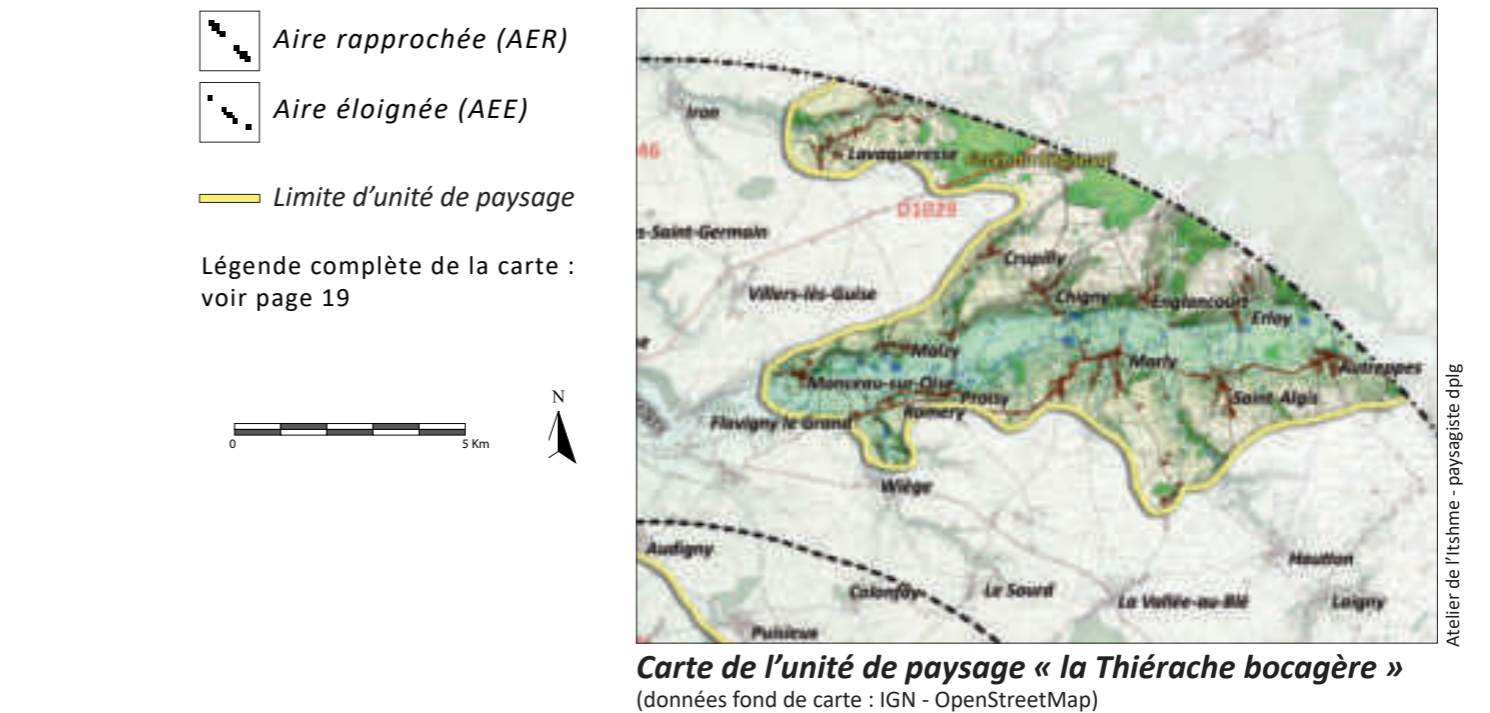 Aire rapprochée (AER)
Aire éloignée (AEE)
Limite d'unité de paysage
Légende complète de la carte :
voir page 19
0
5 Km
N
Iron
46
Lavaqueresse
D1029
s-Saint-Germain
Crupilly
Villers-lès-Guise
Chigny
Englancourt
Erloy
Malzy
Marly
Autreppes
Monceau-sur-Oise
Proisy
Saint-Algis
Romery
Flavigny le Grand
Wiège
Audigny
Haution
Colonfay
Le Sourd
La Vallée-au-Blé
Laigny
Puisieux
Atelier de l'Itshme - paysagiste dplg
Carte de l'unité de paysage « la Thiérache bocagère »
(données fond de carte : IGN - OpenStreetMap)